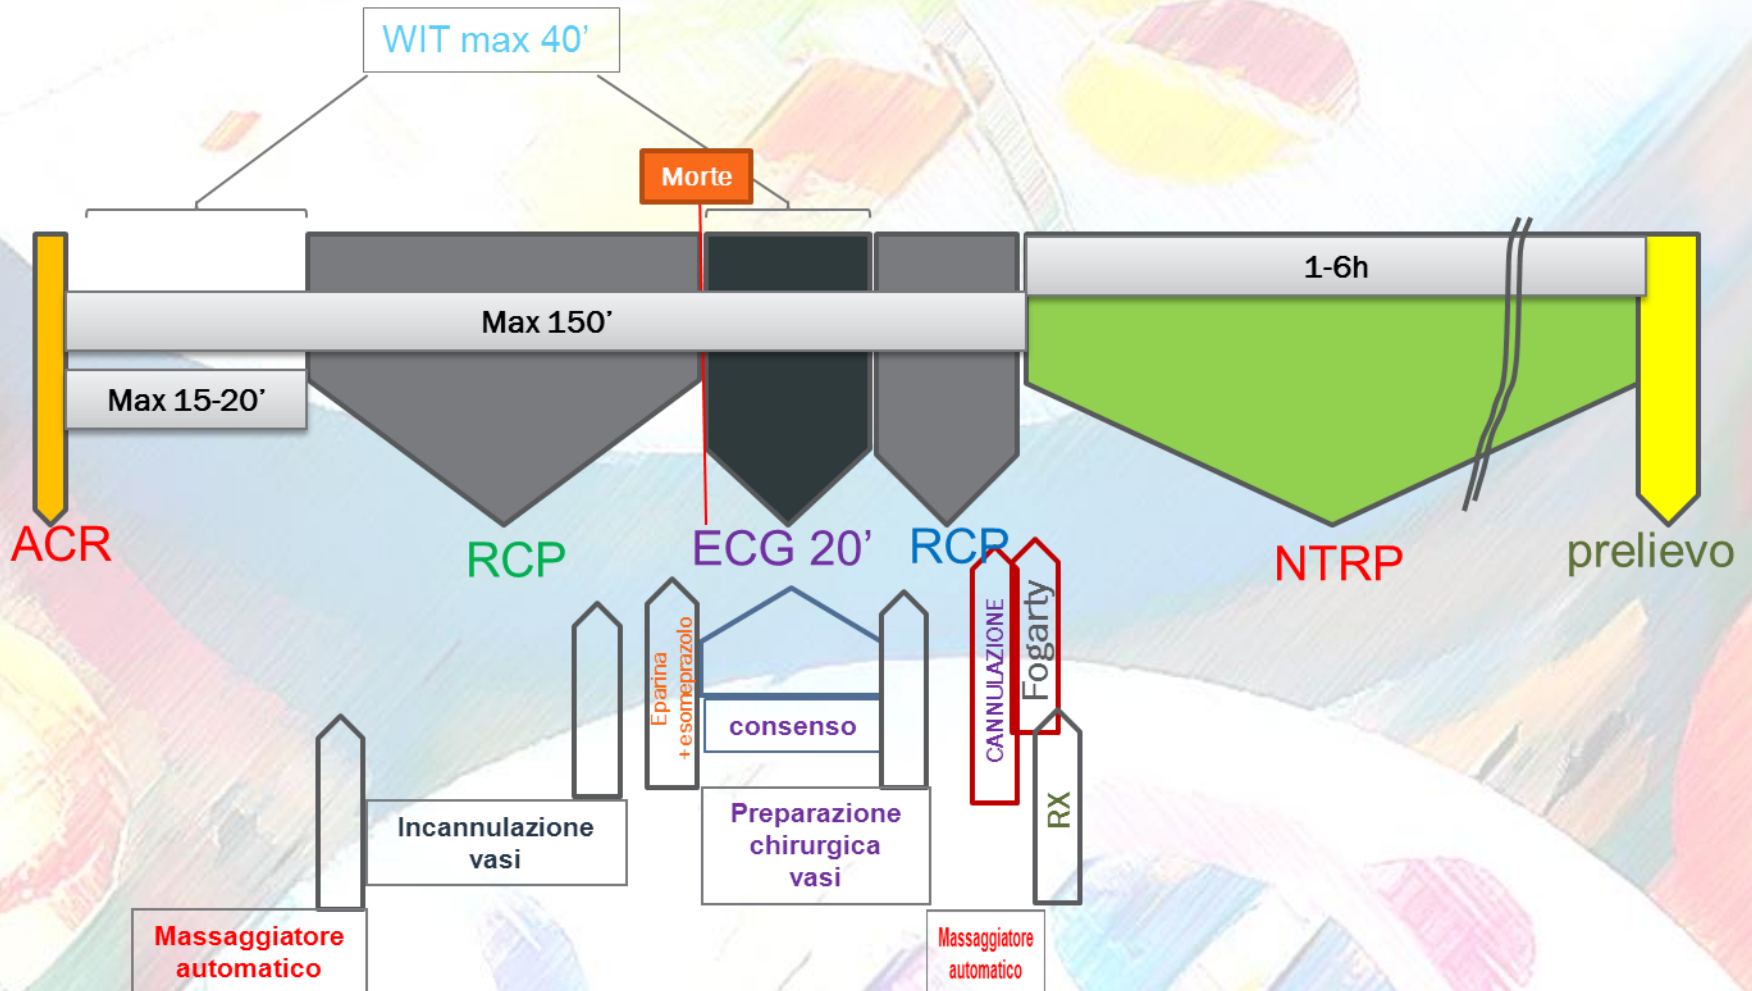 WIT max 40’
Morte
1-6h
Max 150’
Max 15-20’
ACR
RCP
ECG 20’
RCP
NTRP
prelievo
Eparina
+esomeprazolo
consenso
CANNULAZIONE
Fogarty
RX
Incannulazione
vasi
Preparazione
chirurgica
vasi
Massaggiatore
automatico
Massaggiatore
automatico